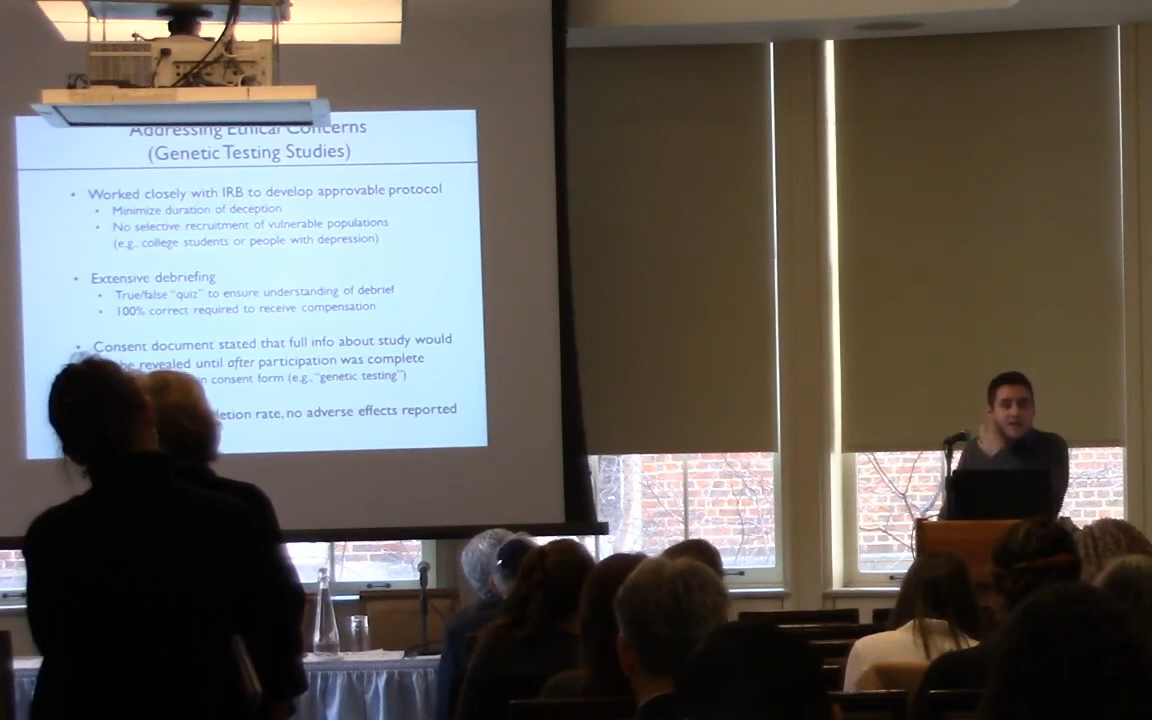 Addressing Ethical Concerns
(Genetic Testing Studies)
• Worked closely with IRB to develop approvable protocol
• Minimize duration of deception
• No selective recruitment of vulnerable populations
(e.g., college students or people with depression)
• Extensive debriefing
• True/false "quiz" to ensure understanding of debrief
• 100% correct required to receive compensation
• Consent document stated that full info about study would
be revealed until after participation was complete
in consent form (e.g., "genetic testing")
rate, no adverse effects reported